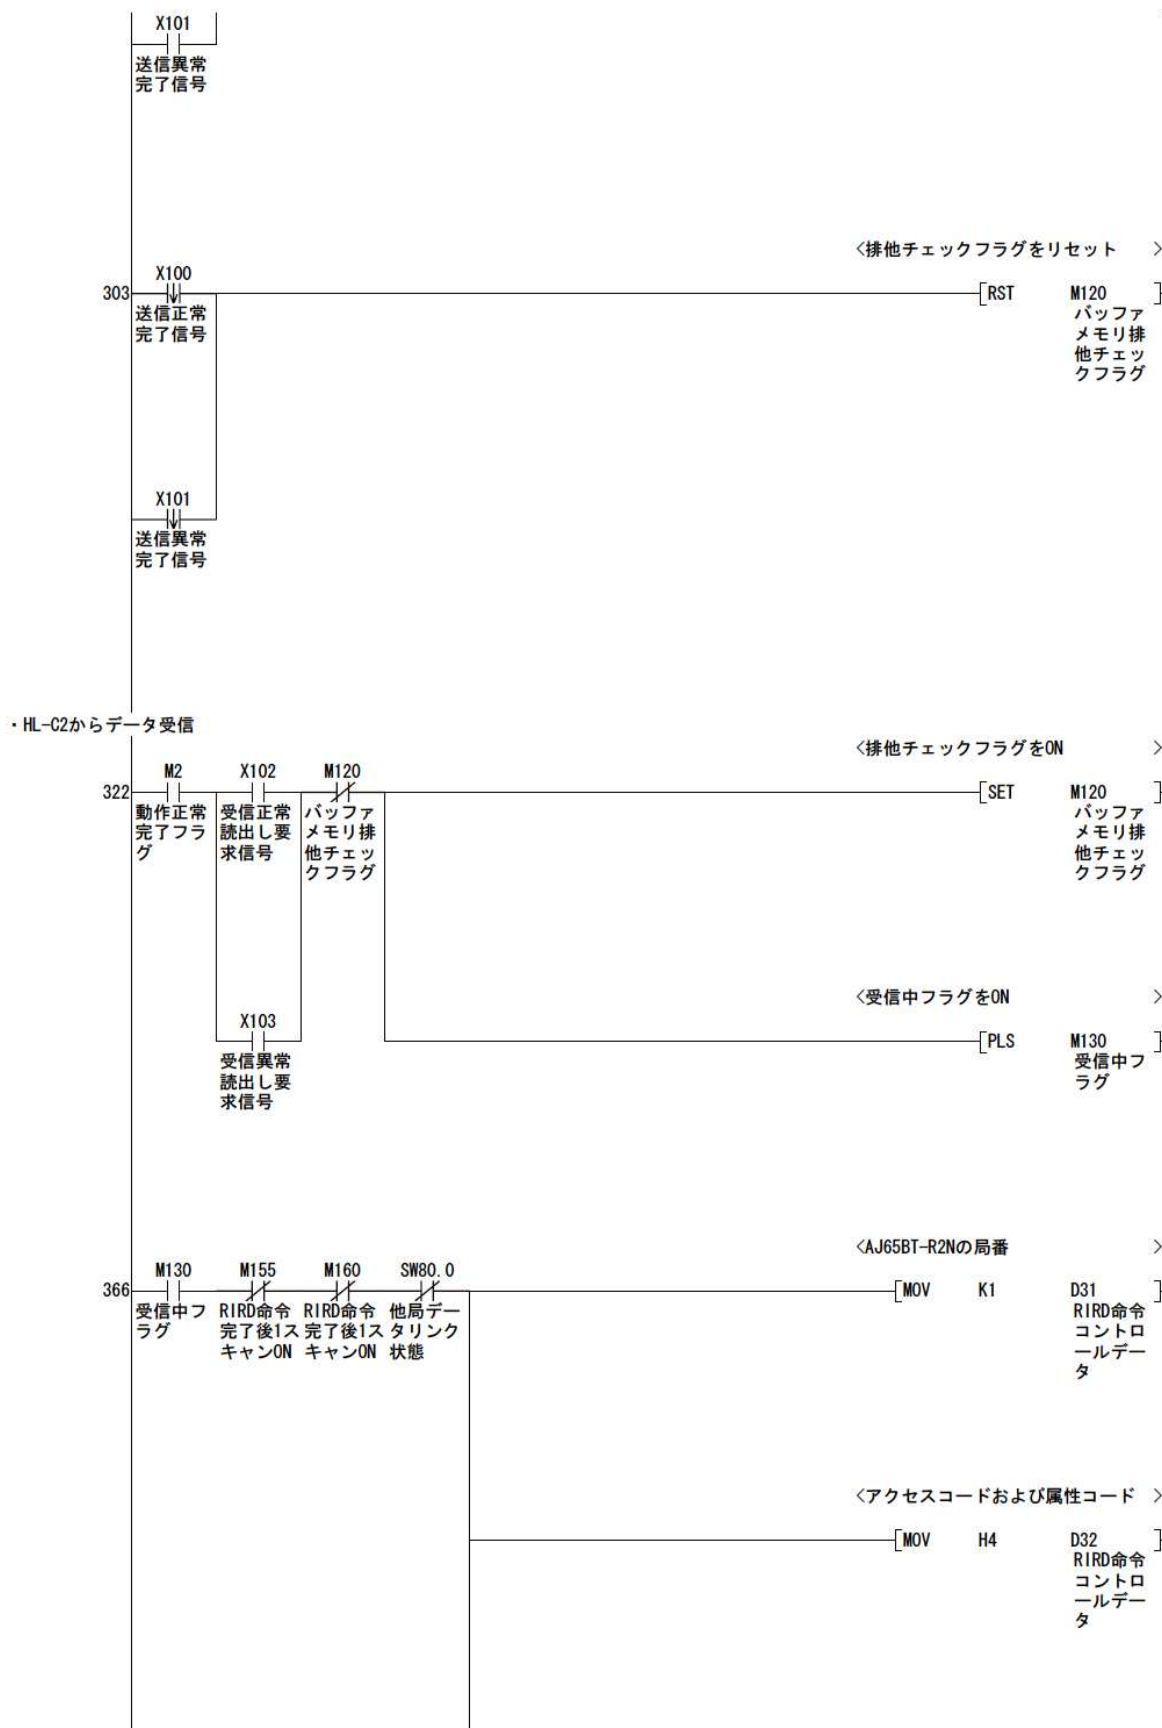 X101
送信異常
完了信号
<排他チェックフラグをリセット >
X100
303
[RST M120 ]
送信正常
完了信号
バッファ
メモリ排
他チェッ
クフラグ
X101
送信異常
完了信号
・HL-C2からデータ受信
<排他チェックフラグをON >
M2 X102 M120
322
[SET M120 ]
動作正常
完了フラ
グ
受信正常
読出し要
求信号
バッファ
メモリ排
他チェッ
クフラグ
バッファ
メモリ排
他チェッ
クフラグ
<受信中フラグをON >
X103
[PLS M130 ]
受信異常
読出し要
求信号
受信中フ
ラグ
<AJ65BT-R2Nの局番 >
M130 M155 M160 SW80.0
366
[MOV K1 D31 ]
受信中フ
ラグ
RIRD命令
完了後1ス
キャンON
RIRD命令
完了後1ス
キャンON
他局デー
タリンク
状態
RIRD命令
コントロ
ールデー
タ
<アクセスコードおよび属性コード >
[MOV H4 D32 ]
RIRD命令
コントロ
ールデー
タ